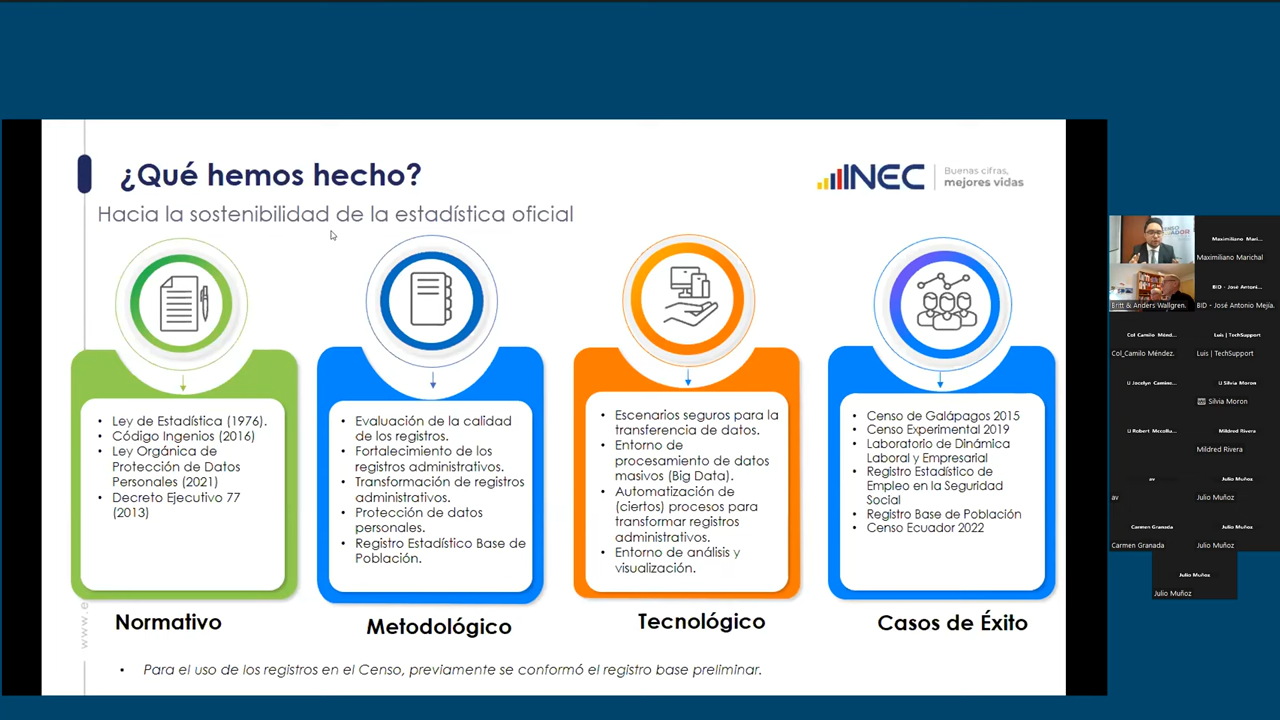 ¿Qué hemos hecho?
INEC
Buenas cifras,
mejores vidas
Hacia la sostenibilidad de la estadística oficial
• Ley de Estadística (1976).
• Código Ingenios (2016)
• Ley Orgánica de
Protección de Datos
Personales (2021)
• Decreto Ejecutivo 77
(2013)
Normativo
• Evaluación de la calidad
de los registros.
• Fortalecimiento de los
registros administrativos.
• Transformación de registros
administrativos.
• Protección de datos
personales.
• Registro Estadístico Base de
Población.
Metodológico
• Escenarios seguros para la
transferencia de datos.
• Entorno de
procesamiento de datos
masivos (Big Data).
• Automatización de
(ciertos) procesos para
transformar registros
administrativos.
• Entorno de análisis y
visualización.
Tecnológico
• Censo de Galápagos 2015
• Censo Experimental 2019
• Laboratorio de Dinámica
Laboral y Empresarial
• Registro Estadístico de
Empleo en la Seguridad
Social
• Registro Base de Población
• Censo Ecuador 2022
Casos de Éxito
www.e
• Para el uso de los registros en el Censo, previamente se conformó el registro base preliminar.
Maximiliano Mari...
Maximiliano Marichal
Britt & Anders Wallgren.
BID - José Antoni...
BID - José Antonio Mejía.
Col Camilo Ménd...
Col_Camilo Méndez.
Luis | TechSupport
Luis | TechSupport
U Silvia Moron
Silvia Moron
Mildred Rivera
Mildred Rivera
av
av
Julio Muñoz
Julio Muñoz
Carmen Granada
Carmen Granada
Julio Muñoz
Julio Muñoz
Julio Muñoz
Julio Muñoz